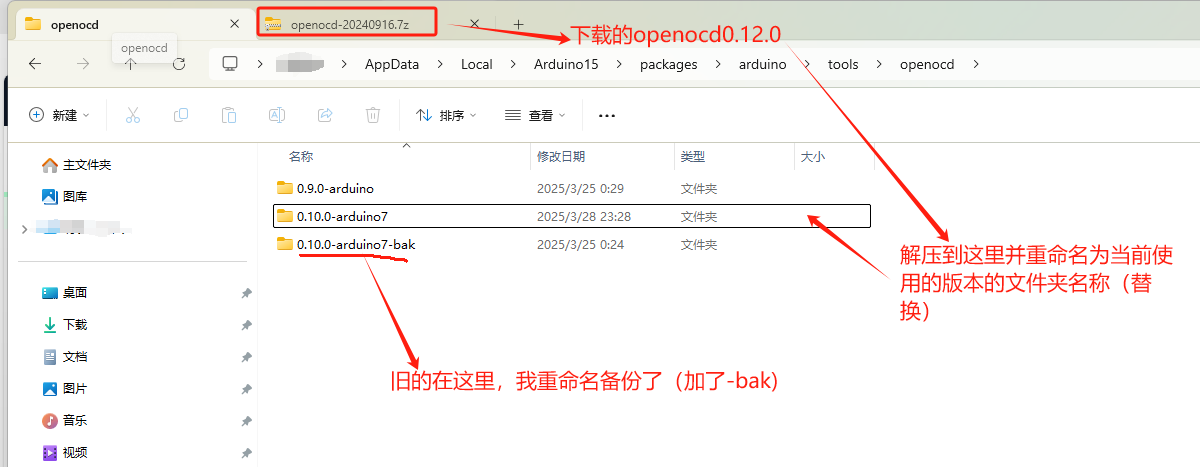 openocd
openocd-20240916.7z
下载的openocd0.12.0
openocd
AppData
Local
Arduino15
packages
arduino
tools
openocd
新建
排序
查看
名称
修改日期
类型
大小
主文件夹
图库
0.9.0-arduino
2025/3/25 0:29
文件夹
0.10.0-arduino7
2025/3/28 23:28
文件夹
0.10.0-arduino7-bak
2025/3/25 0:24
文件夹
解压到这里并重命名为当前使
用的版本的文件夹名称（替
换）
旧的在这里，我重命名备份了（加了-bak)
桌面
下载
文档
图片
音乐
视频